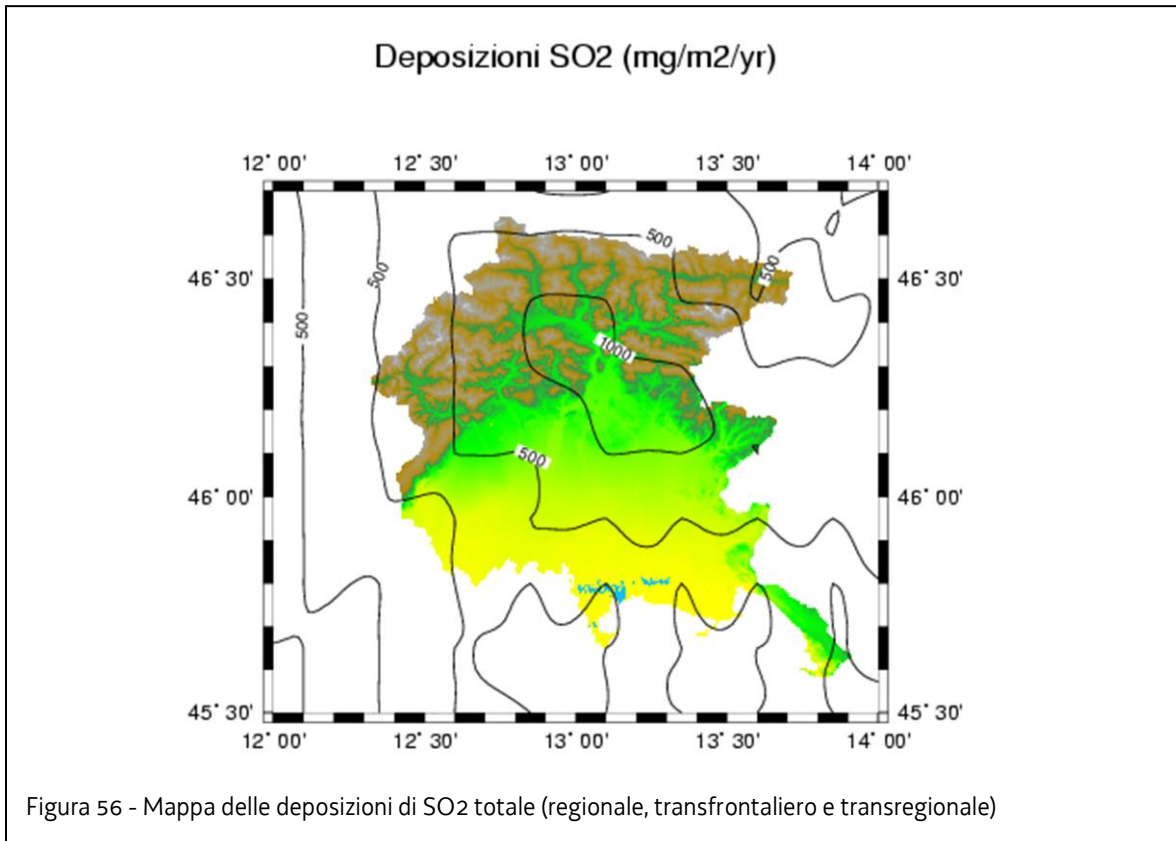 Deposizioni SO2 (mg/m2/yr)
12° 00' 12° 30' 13° 00' 13° 30' 14° 00'
500
500
500
46° 30' 46° 30'
500
1000
500
46° 00' 46° 00'
45° 30' 45° 30'
12° 00' 12° 30' 13° 00' 13° 30' 14° 00'
Figura 56 - Mappa delle deposizioni di SO2 totale (regionale, transfrontaliero e transregionale)